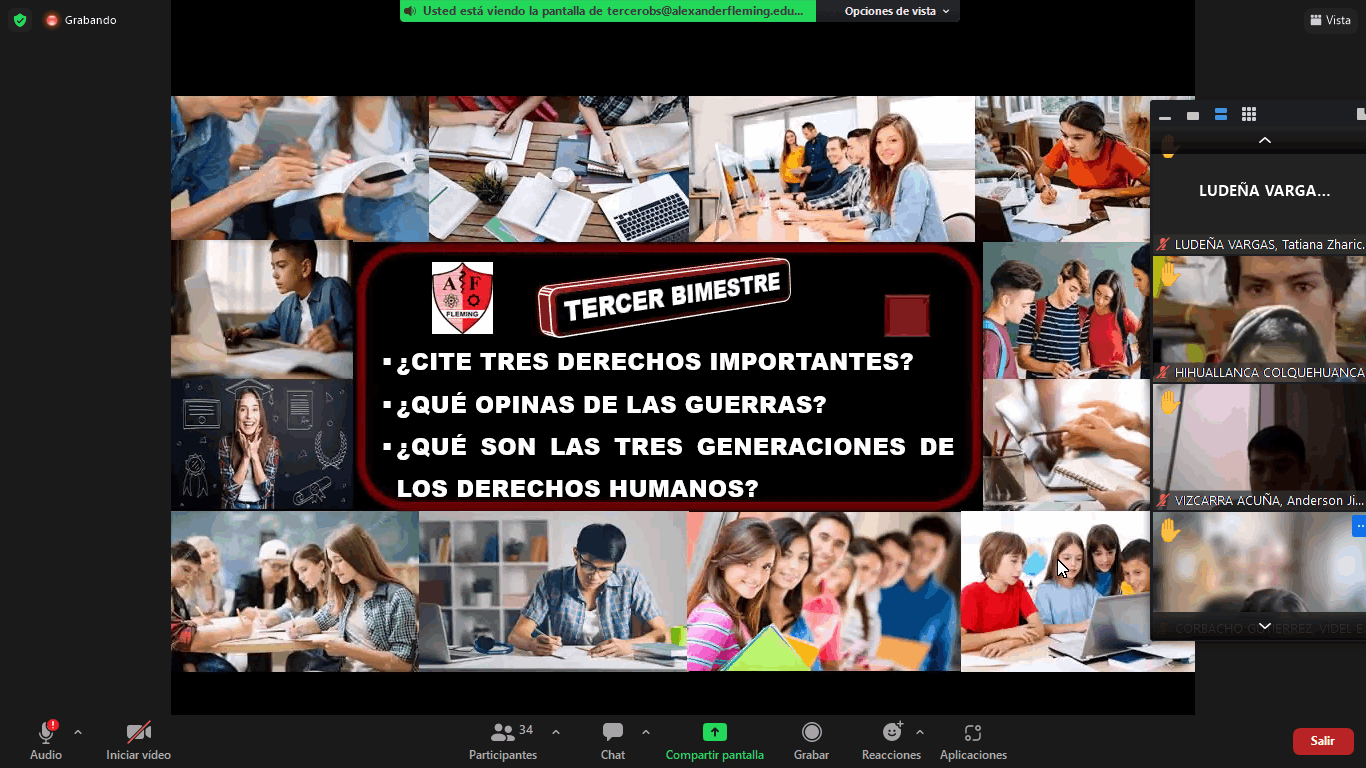 Grabando
Usted está viendo la pantalla de tercerobs@alexanderfleming.edu...
Opciones de vista
Vista
A F
FLEMING
TERCER BIMESTRE
▪ ¿CITE TRES DERECHOS IMPORTANTES?
▪ ¿QUÉ OPINAS DE LAS GUERRAS?
▪ ¿QUÉ SON LAS TRES GENERACIONES DE
LOS DERECHOS HUMANOS?
LUDEÑA VARGA...
LUDEÑA VARGAS, Tatiana Zharic...
HIHUALLANCA COLQUEHUANCA
VIZCARRA ACUÑA, Anderson Ji...
CORBACHO GUTIERREZ, VIDEL E
Audio
Iniciar vídeo
Participantes
34
Chat
Compartir pantalla
Grabar
Reacciones
Aplicaciones
Salir